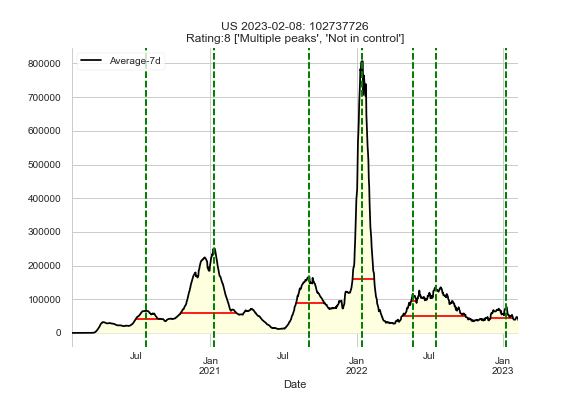 US 2023-02-08: 102737726
Rating:8 ['Multiple peaks', 'Not in control']
Average-7d
800000
700000
600000
500000
400000
300000
200000
100000
0
Jul Jan Jul Jan Jul Jan
2021 2022 2023
Date